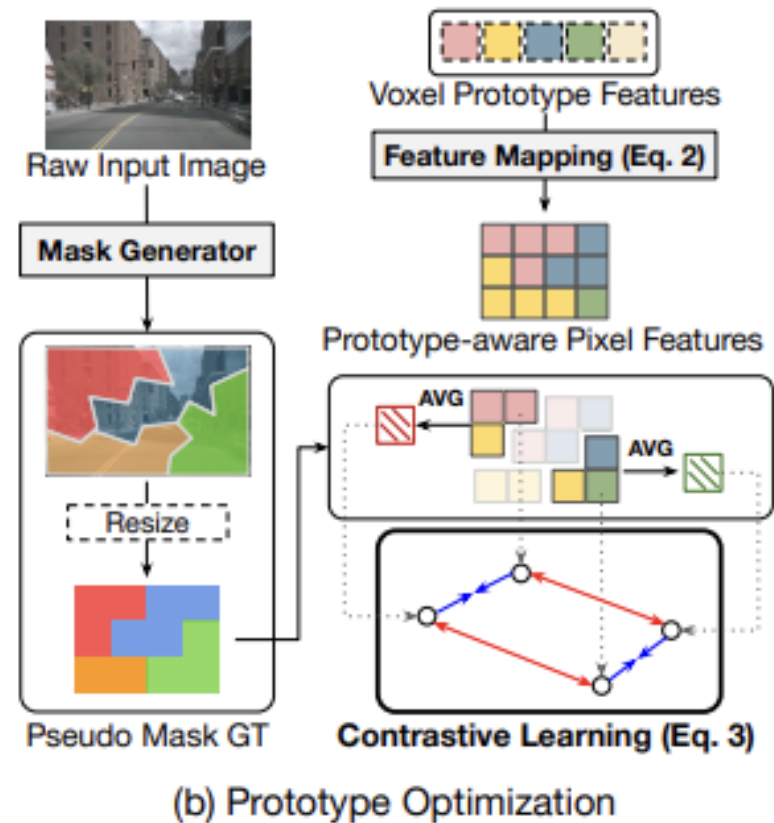 Raw Input Image
Mask Generator
Resize
Pseudo Mask GT
Voxel Prototype Features
Feature Mapping (Eq. 2)
Prototype-aware Pixel Features
AVG
AVG
Contrastive Learning (Eq. 3)
(b) Prototype Optimization